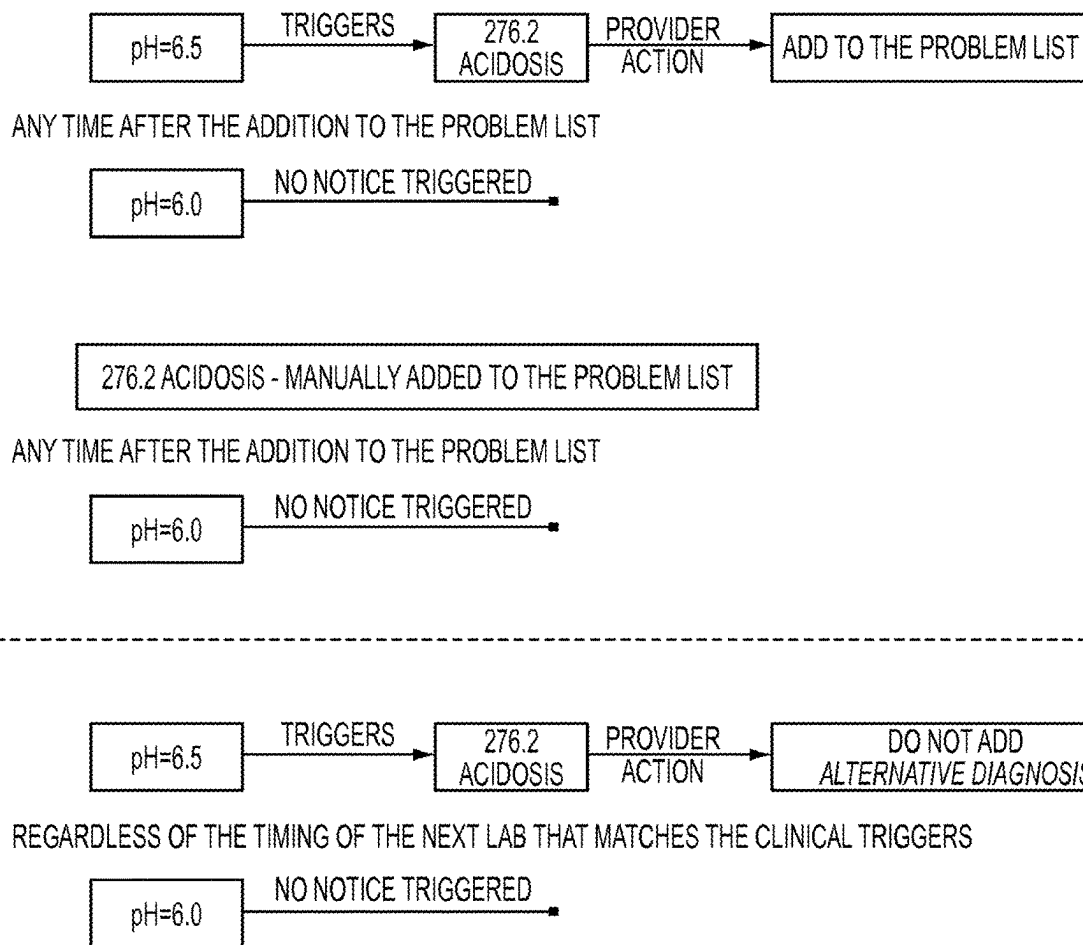 pH=6.5 TRIGGERS 276.2 ACIDOSIS PROVIDER ACTION ADD TO THE PROBLEM LIST
ANY TIME AFTER THE ADDITION TO THE PROBLEM LIST
pH=6.0 NO NOTICE TRIGGERED
276.2 ACIDOSIS - MANUALLY ADDED TO THE PROBLEM LIST
ANY TIME AFTER THE ADDITION TO THE PROBLEM LIST
pH=6.0 NO NOTICE TRIGGERED
pH=6.5 TRIGGERS 276.2 ACIDOSIS PROVIDER ACTION DO NOT ADD
ALTERNATIVE DIAGNOSIS
REGARDLESS OF THE TIMING OF THE NEXT LAB THAT MATCHES THE CLINICAL TRIGGERS
pH=6.0 NO NOTICE TRIGGERED